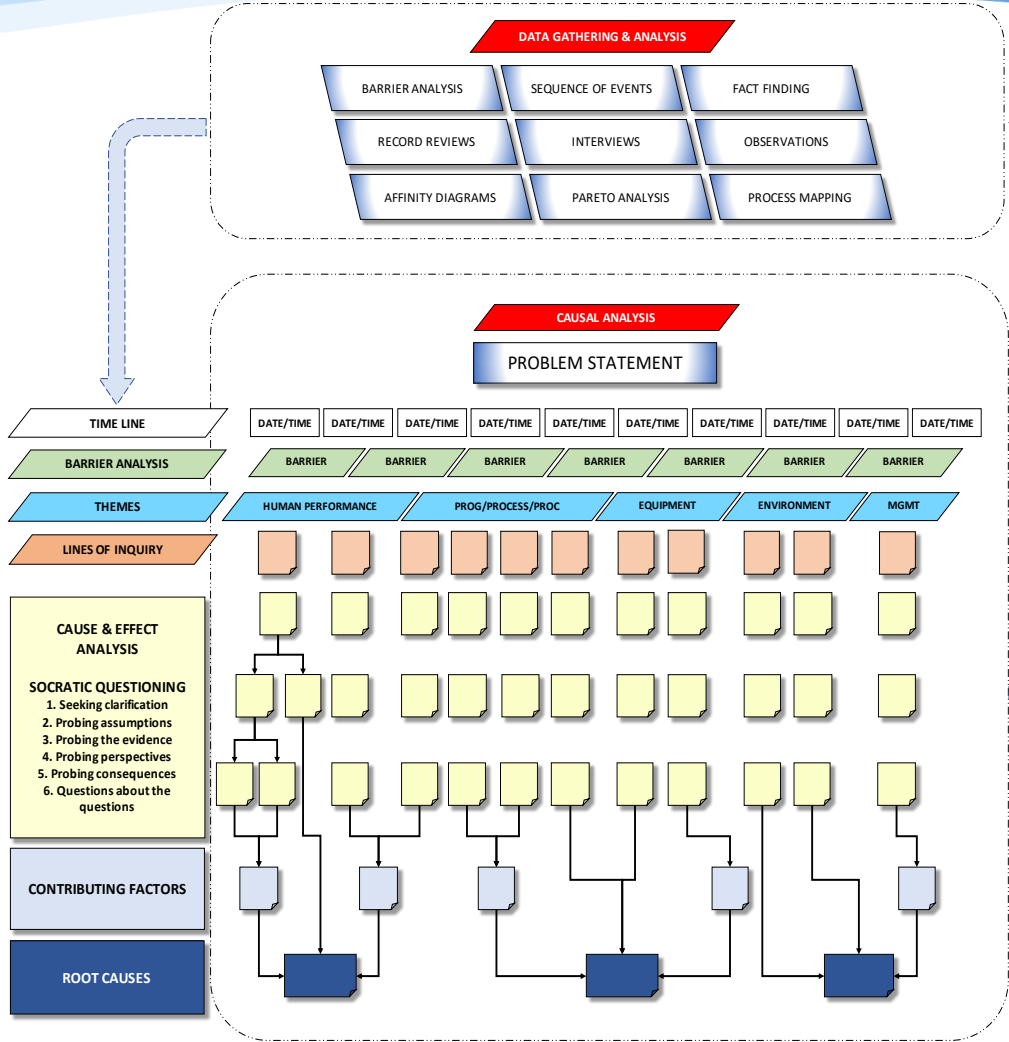 DATA GATHERING & ANALYSIS
BARRIER ANALYSIS
SEQUENCE OF EVENTS
FACT FINDING
RECORD REVIEWS
INTERVIEWS
OBSERVATIONS
AFFINITY DIAGRAMS
PARETO ANALYSIS
PROCESS MAPPING
CAUSAL ANALYSIS
PROBLEM STATEMENT
TIME LINE
DATE/TIME
DATE/TIME
DATE/TIME
DATE/TIME
DATE/TIME
DATE/TIME
DATE/TIME
DATE/TIME
DATE/TIME
DATE/TIME
BARRIER ANALYSIS
BARRIER
BARRIER
BARRIER
BARRIER
BARRIER
BARRIER
BARRIER
THEMES
HUMAN PERFORMANCE
PROG/PROCESS/PROC
EQUIPMENT
ENVIRONMENT
MGMT
LINES OF INQUIRY
CAUSE & EFFECT
ANALYSIS
SOCRATIC QUESTIONING
1. Seeking clarification
2. Probing assumptions
3. Probing the evidence
4. Probing perspectives
5. Probing consequences
6. Questions about the
questions
CONTRIBUTING FACTORS
ROOT CAUSES